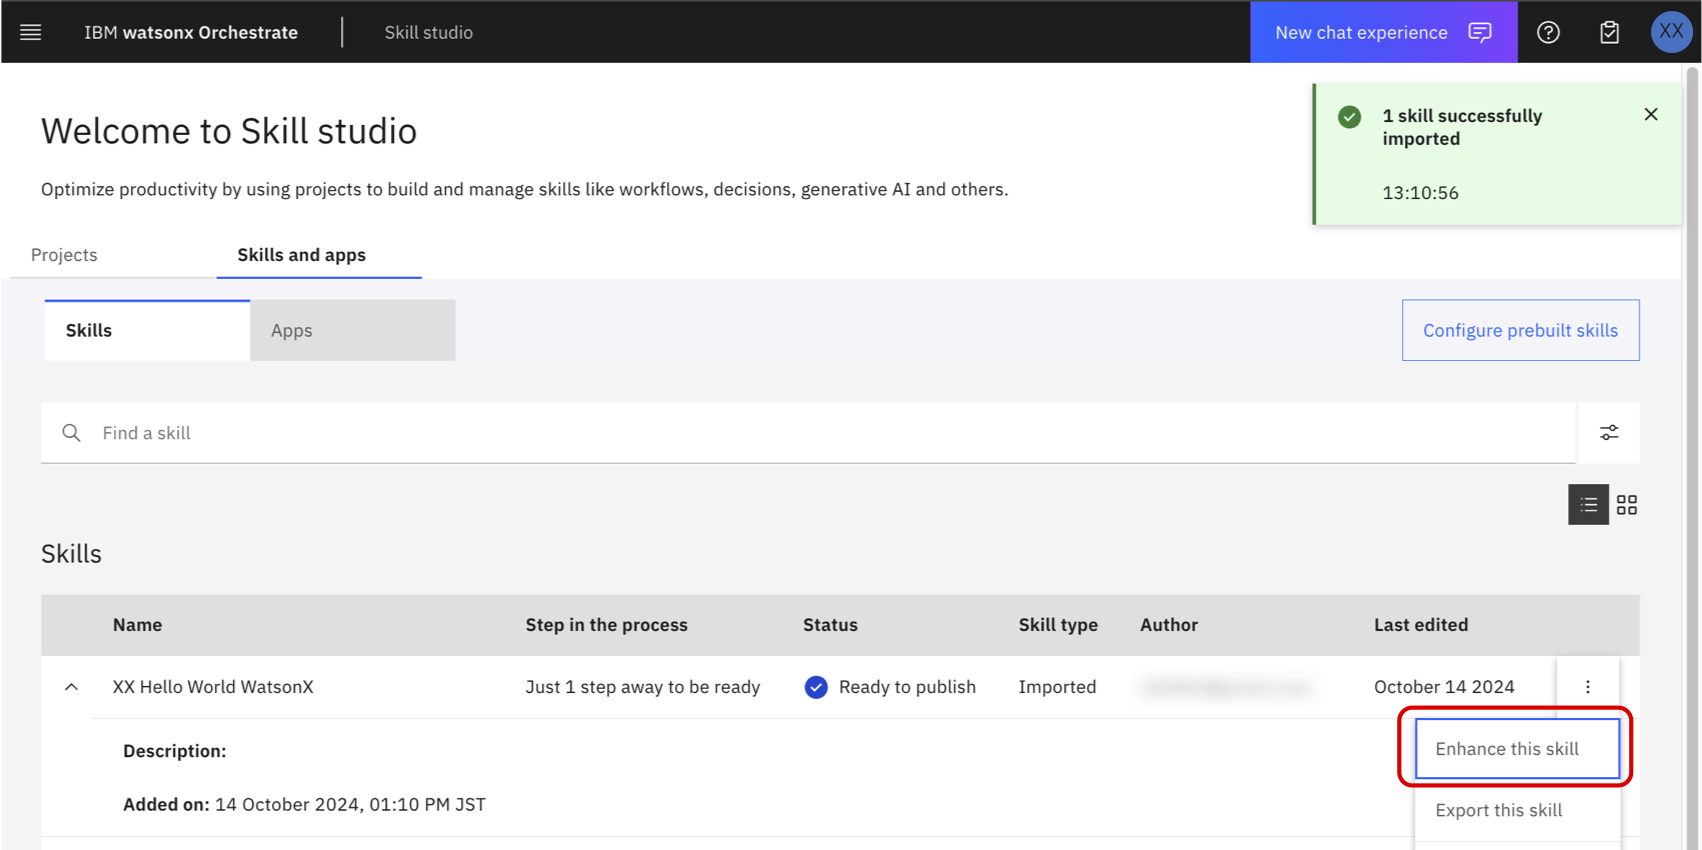 IBM watsonx Orchestrate
Skill studio
New chat experience
XX
Welcome to Skill studio
Optimize productivity by using projects to build and manage skills like workflows, decisions, generative AI and others.
1 skill successfully
imported
13:10:56
Projects
Skills and apps
Skills
Apps
Configure prebuilt skills
Find a skill
Skills
Name Step in the process Status Skill type Author Last edited
XX Hello World WatsonX Just 1 step away to be ready Ready to publish Imported October 14 2024
Description:
Enhance this skill
Added on: 14 October 2024, 01:10 PM JST
Export this skill